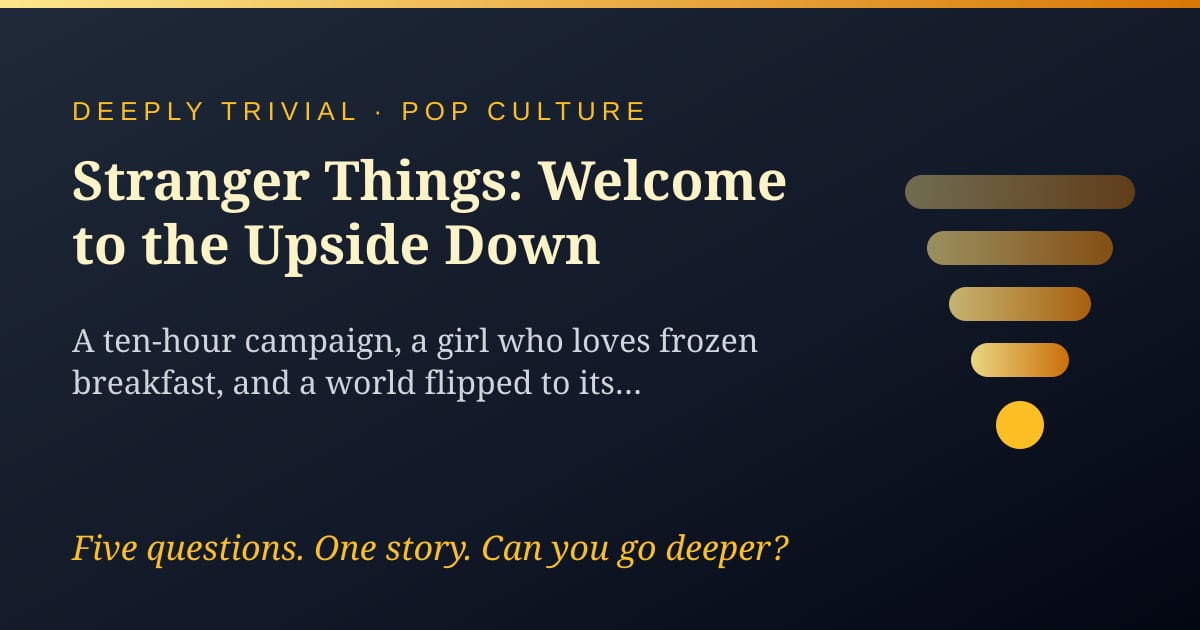 DEEPLY TRIVIAL · POP CULTURE
Stranger Things: Welcome
to the Upside Down
A ten-hour campaign, a girl who loves frozen
breakfast, and a world flipped to its...
Five questions. One story. Can you go deeper?